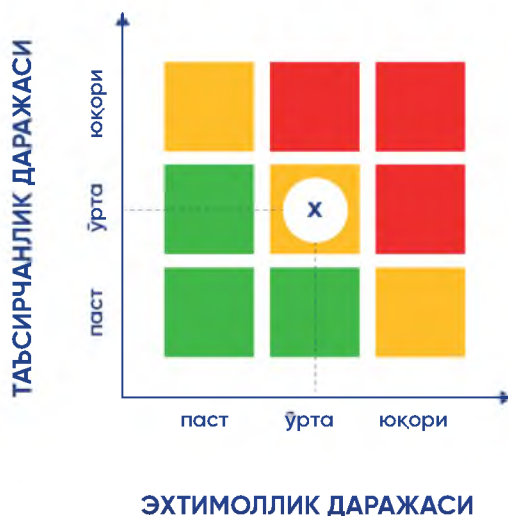 ТАЪСИРЧАНЛИК ДАРАЖАСИ
юқори
ўрта
паст
X
паст ўрта юқори
ЭХТИМОЛЛИК ДАРАЖАСИ